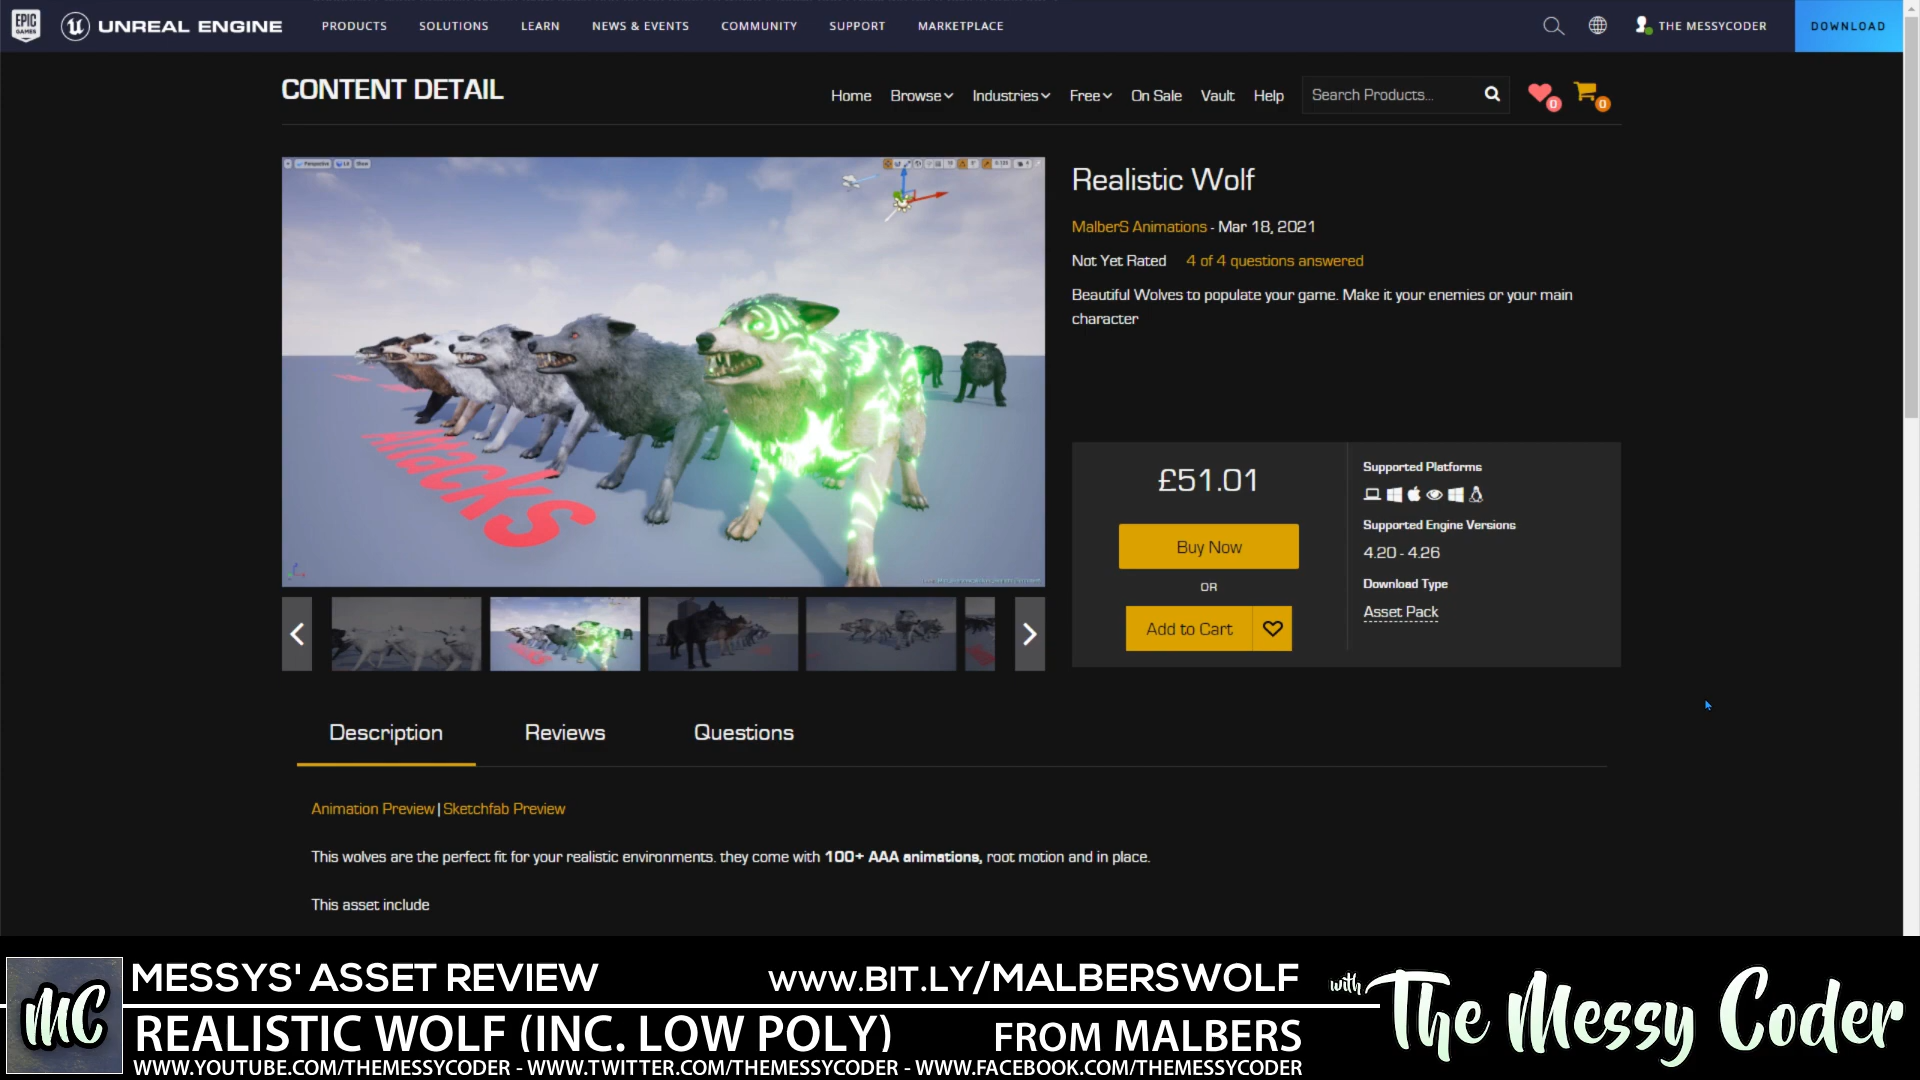 EPIC GAMES
UNREAL ENGINE
PRODUCTS SOLUTIONS LEARN NEWS & EVENTS COMMUNITY SUPPORT MARKETPLACE
THE MESSYCODER
DOWNLOAD
CONTENT DETAIL
Home Browse Industries Free On Sale Vault Help
Search Products...
0
0
Perspective Lit Show
Attacks
Realistic Wolf
MalberS Animations - Mar 18, 2021
Not Yet Rated 4 of 4 questions answered
Beautiful Wolves to populate your game. Make it your enemies or your main
character
£51.01
Buy Now
OR
Add to Cart
Supported Platforms
Supported Engine Versions
4.20 - 4.26
Download Type
Asset Pack
Description Reviews Questions
Animation Preview | Sketchfab Preview
This wolves are the perfect fit for your realistic environments. they come with 100+ AAA animations, root motion and in place.
This asset include
MC
MESSYS' ASSET REVIEW
WWW.BIT.LY/MALBERSWOLF
REALISTIC WOLF (INC. LOW POLY)
FROM MALBERS
WWW.YOUTUBE.COM/THEMESSYCODER - WWW.TWITTER.COM/THEMESSYCODER - WWW.FACEBOOK.COM/THEMESSYCODER
with The Messy Coder